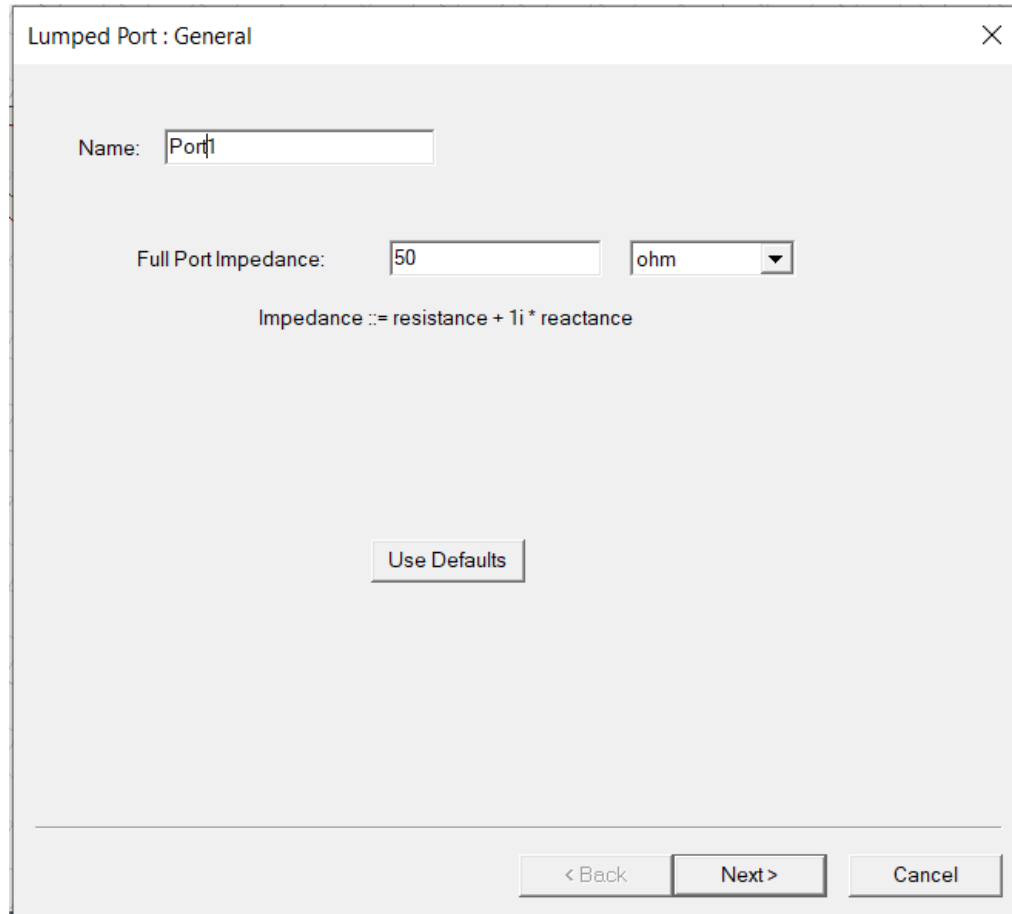 Lumped Port : General
Name: Port1
Full Port Impedance: 50 ohm
Impedance ::= resistance + 1i * reactance
Use Defaults
< Back Next > Cancel